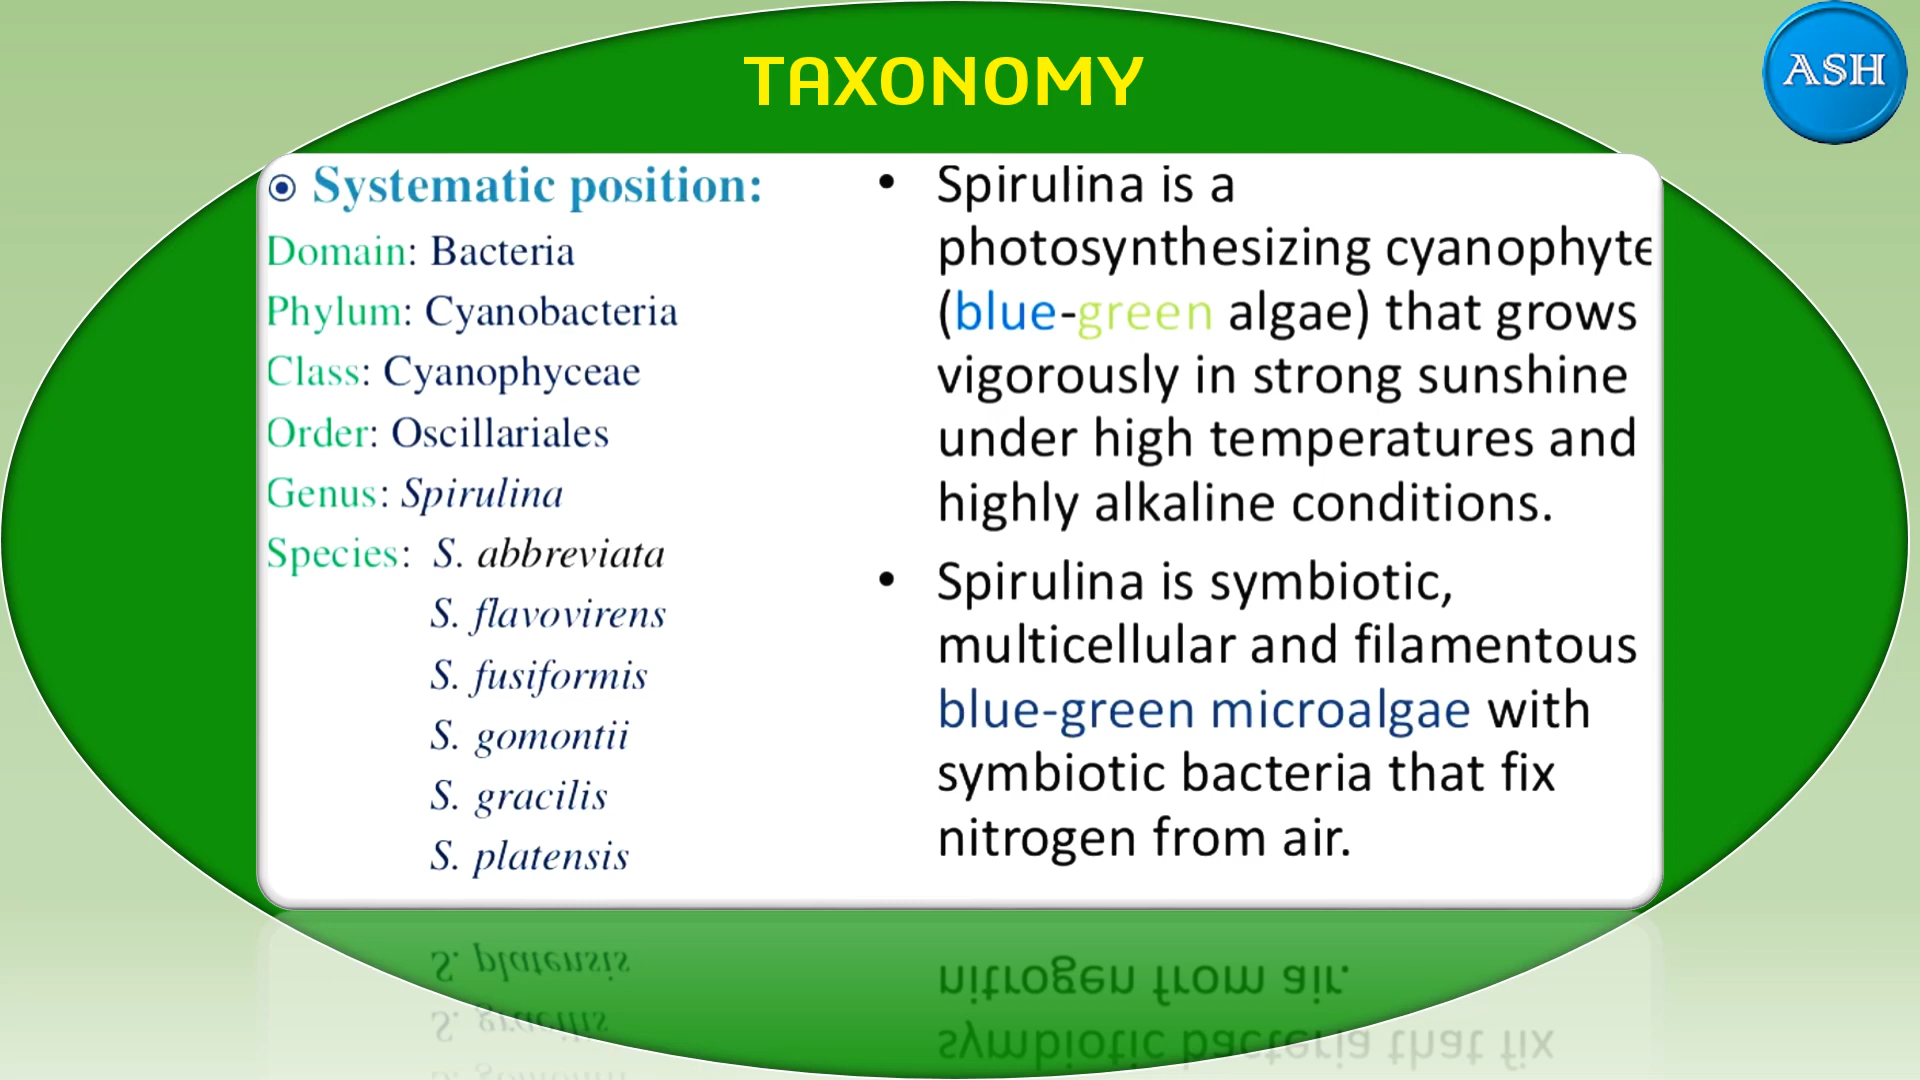 TAXONOMY
ASH
Systematic position:
Domain: Bacteria
Phylum: Cyanobacteria
Class: Cyanophyceae
Order: Oscillariales
Genus: Spirulina
Species: S. abbreviata
S. flavovirens
S. fusiformis
S. gomontii
S. gracilis
S. platensis
• Spirulina is a
photosynthesizing cyanophyte
(blue-green algae) that grows
vigorously in strong sunshine
under high temperatures and
highly alkaline conditions.
• Spirulina is symbiotic,
multicellular and filamentous
blue-green microalgae with
symbiotic bacteria that fix
nitrogen from air.